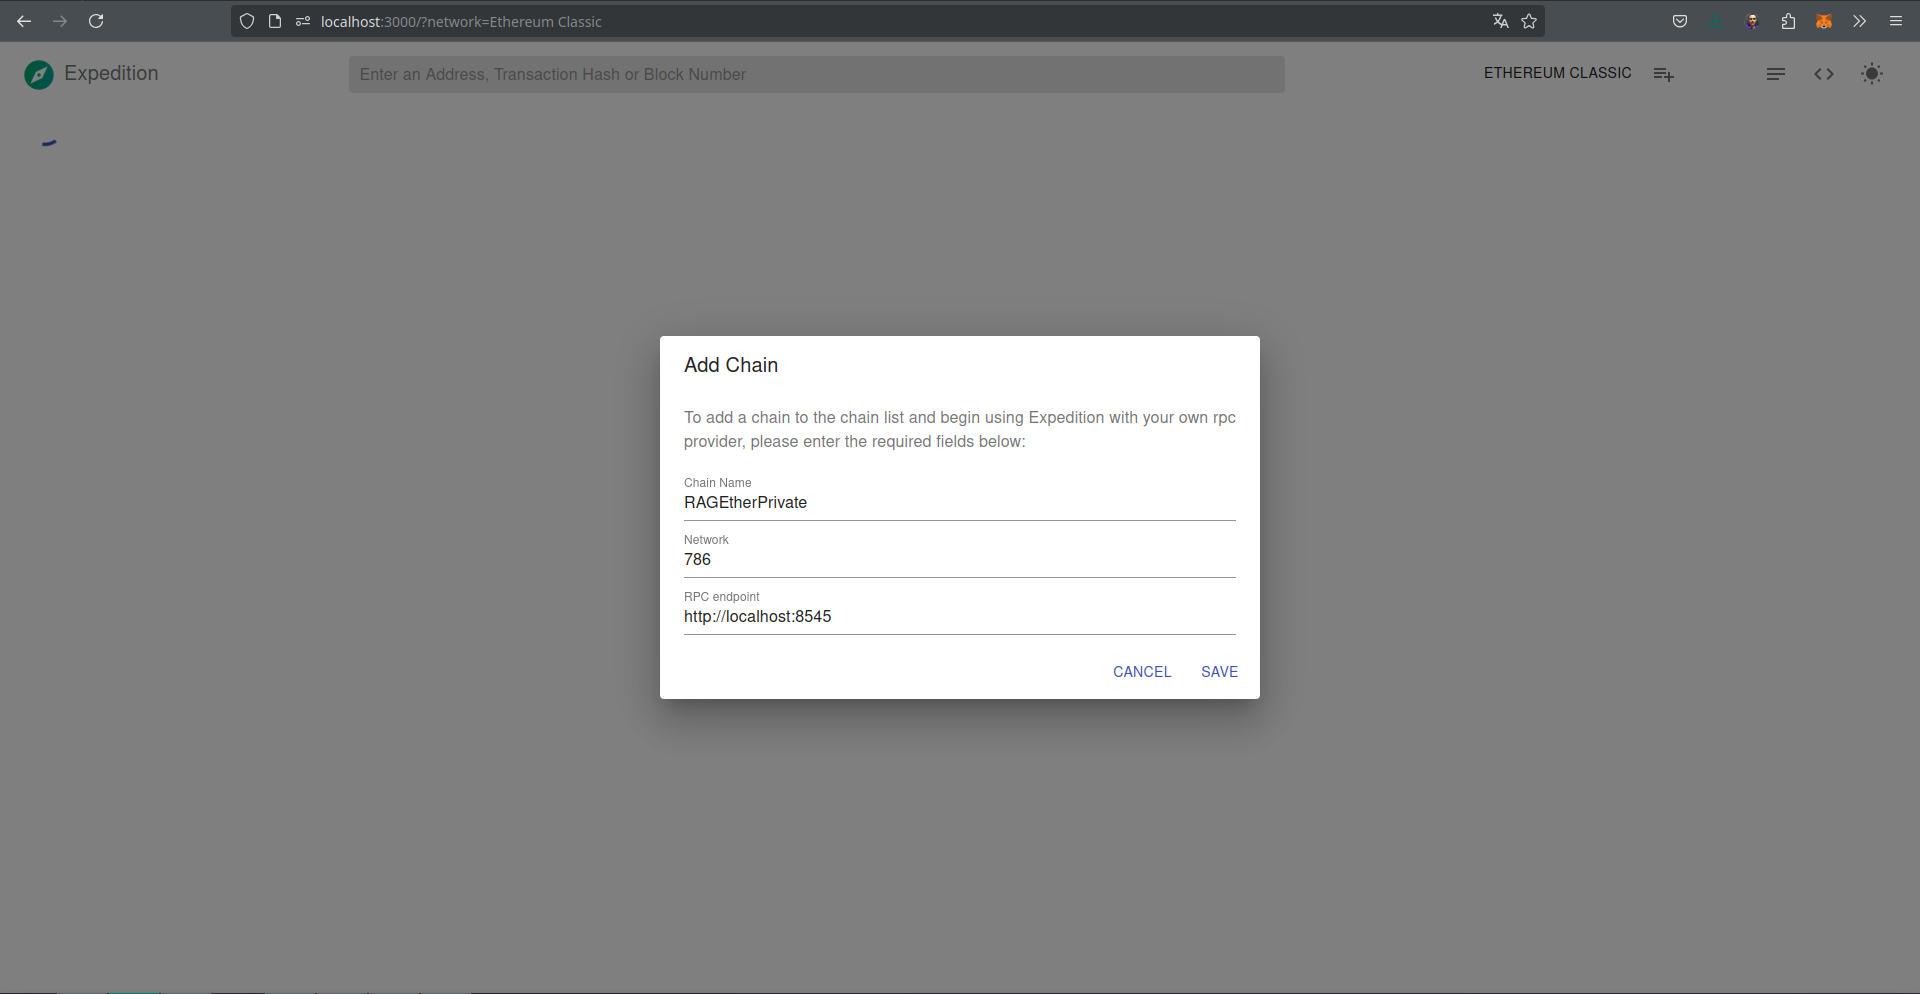 localhost:3000/?network=Ethereum Classic
Expedition
Enter an Address, Transaction Hash or Block Number
ETHEREUM CLASSIC
Add Chain
To add a chain to the chain list and begin using Expedition with your own rpc
provider, please enter the required fields below:
Chain Name
RAGEtherPrivate
Network
786
RPC endpoint
http://localhost:8545
CANCEL SAVE